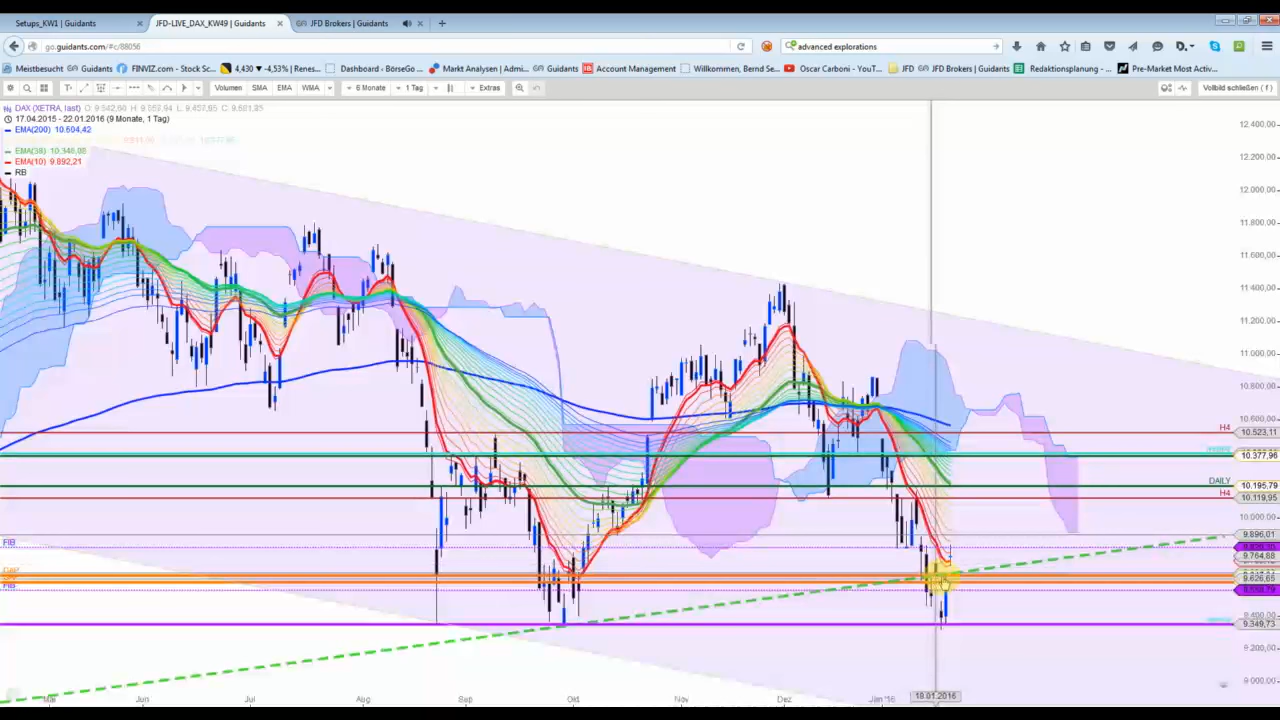 Setups_KW1 | Guidants
JFD-LIVE_DAX_KW49 | Guidants
JFD Brokers | Guidants
go.guidants.com/#c/88056
advanced explorations
Meistbesucht
Guidants
FINVIZ.com - Stock Sc...
4,430 ▼ -4,53% | Renes...
Dashboard - BörseGo ...
Markt Analysen | Admi...
Guidants
Account Management
Willkommen, Bernd Se...
Oscar Carboni - YouT...
JFD
JFD Brokers | Guidants
Redaktionsplanung - ...
Pre-Market Most Activ...
Volumen
SMA
EMA
WMA
6 Monate
1 Tag
Extras
Vollbild schließen ( f )
DAX (XETRA, last)
17.04.2015 - 22.01.2016 (9 Monate, 1 Tag)
EMA(200) 10.604,42
EMA(10) 9.892,21
RB
12.400,00
12.200,00
12.000,00
11.800,00
11.600,00
11.400,00
11.200,00
11.000,00
10.800,00
10.600,00
H4
10.523,11
10.377,96
DAILY
10.195,79
H4
10.119,95
10.000,00
9.896,01
FIB
9.764,88
9.626,65
FIB
9.349,73
9.200,00
9.000,00
Jun
Jul
Aug
Sep
Okt
Nov
Dez
Jan '16
19.01.2016